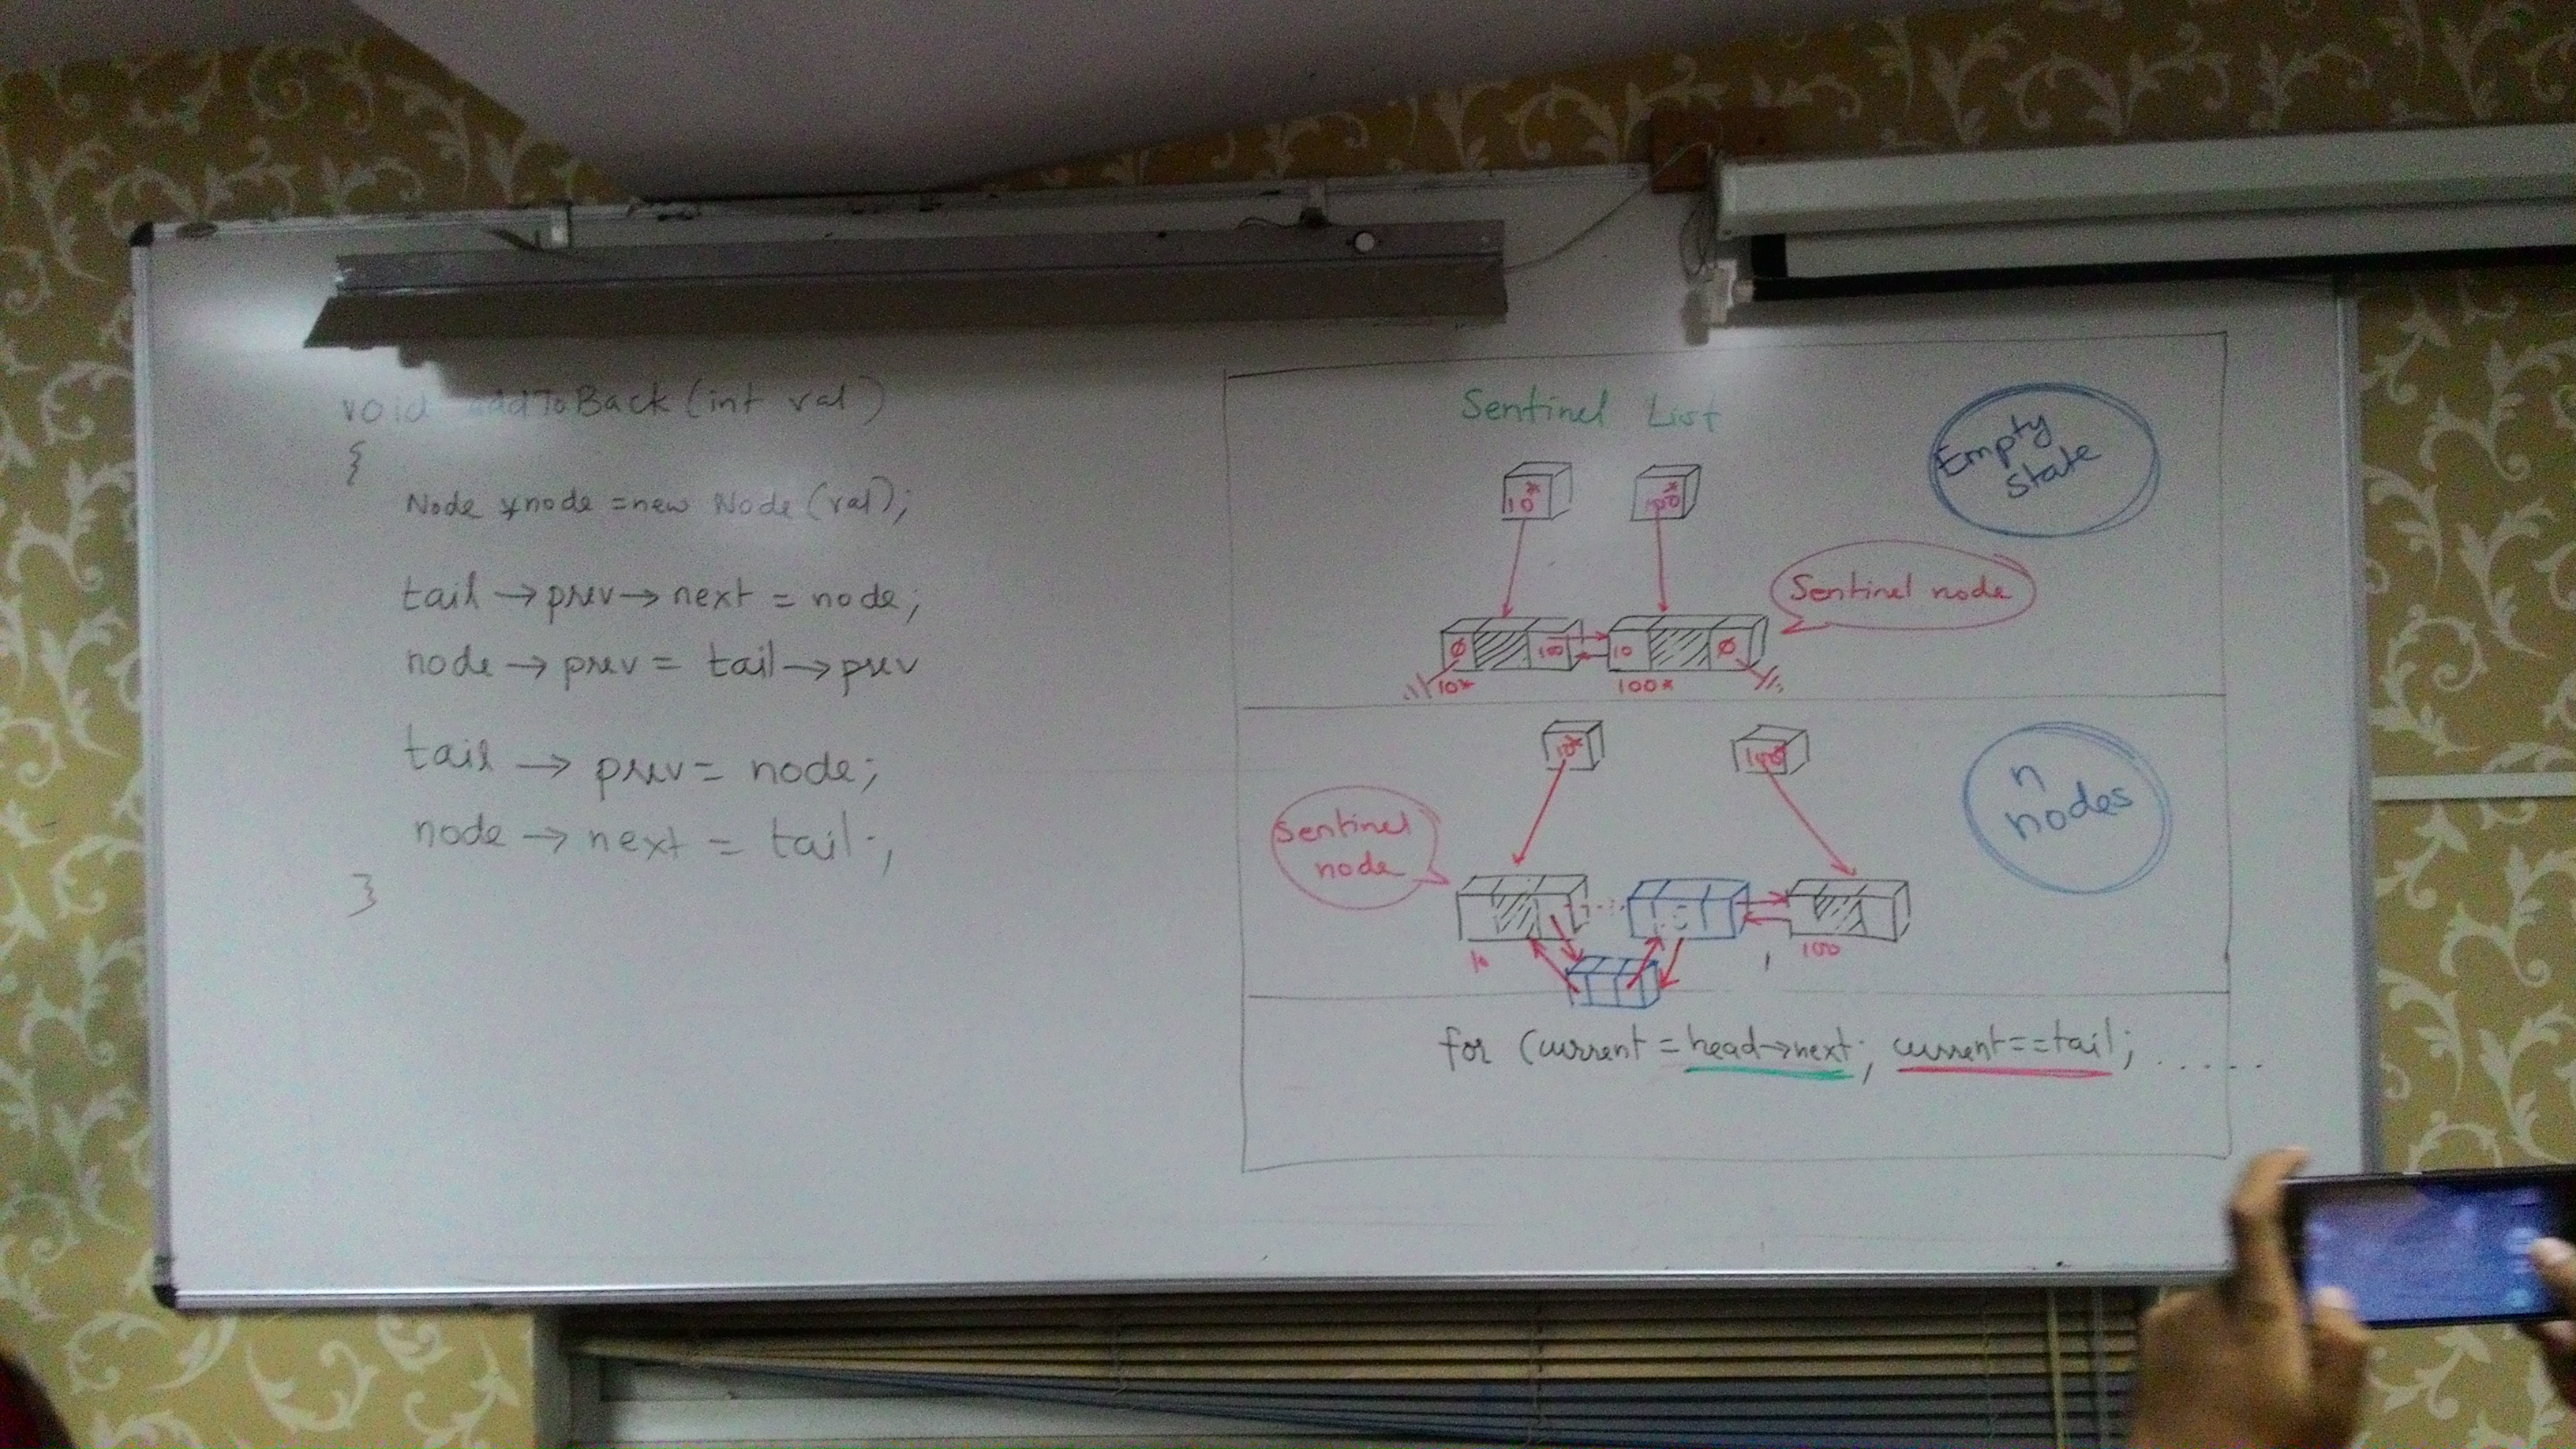 void addToBack (int val)
{
Node *node = new Node (val);
tail → prev → next = node;
node → prev = tail → prev
tail → prev = node;
node → next = tail ;
}
Sentinel List
Empty
State
10*
100*
Sentinel node
Ø 100 10 Ø
10* 100*
10*
100*
n
nodes
Sentinel
node
10
100
for (current = head→next; current==tail; .....